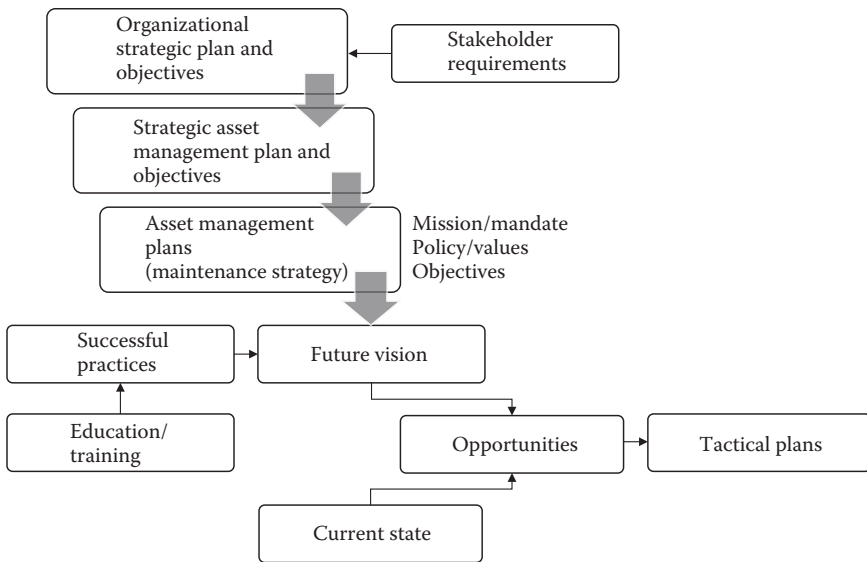 Organizational
strategic plan and
objectives
Stakeholder
requirements
Strategic asset
management plan and
objectives
Asset management
plans
(maintenance strategy)
Mission/mandate
Policy/values
Objectives
Successful
practices
Future vision
Education/
training
Opportunities
Tactical plans
Current state